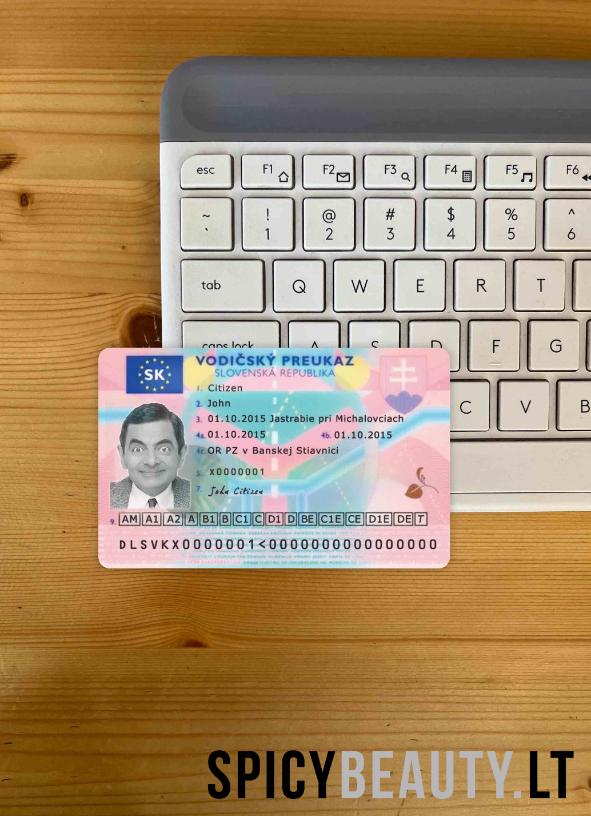 esc F1 F2 F3 F4 F5 F6
~ ! @ # $ % ^
` 1 2 3 4 5 6
tab Q W E R T
caps lock A S D F G
C V B
SK
VODIČSKÝ PREUKAZ
SLOVENSKÁ REPUBLIKA
1. Citizen
2. John
3. 01.10.2015 Jastrabie pri Michalovciach
4a. 01.10.2015 4b. 01.10.2015
4c. OR PZ v Banskej Štiavnici
5. X0000001
7. John Citizen
9. AM A1 A2 A B1 B C1 C D1 D BE C1E CE D1E DE T
DLSVKX0000001<0000000000000000
SPICYBEAUTY.LT